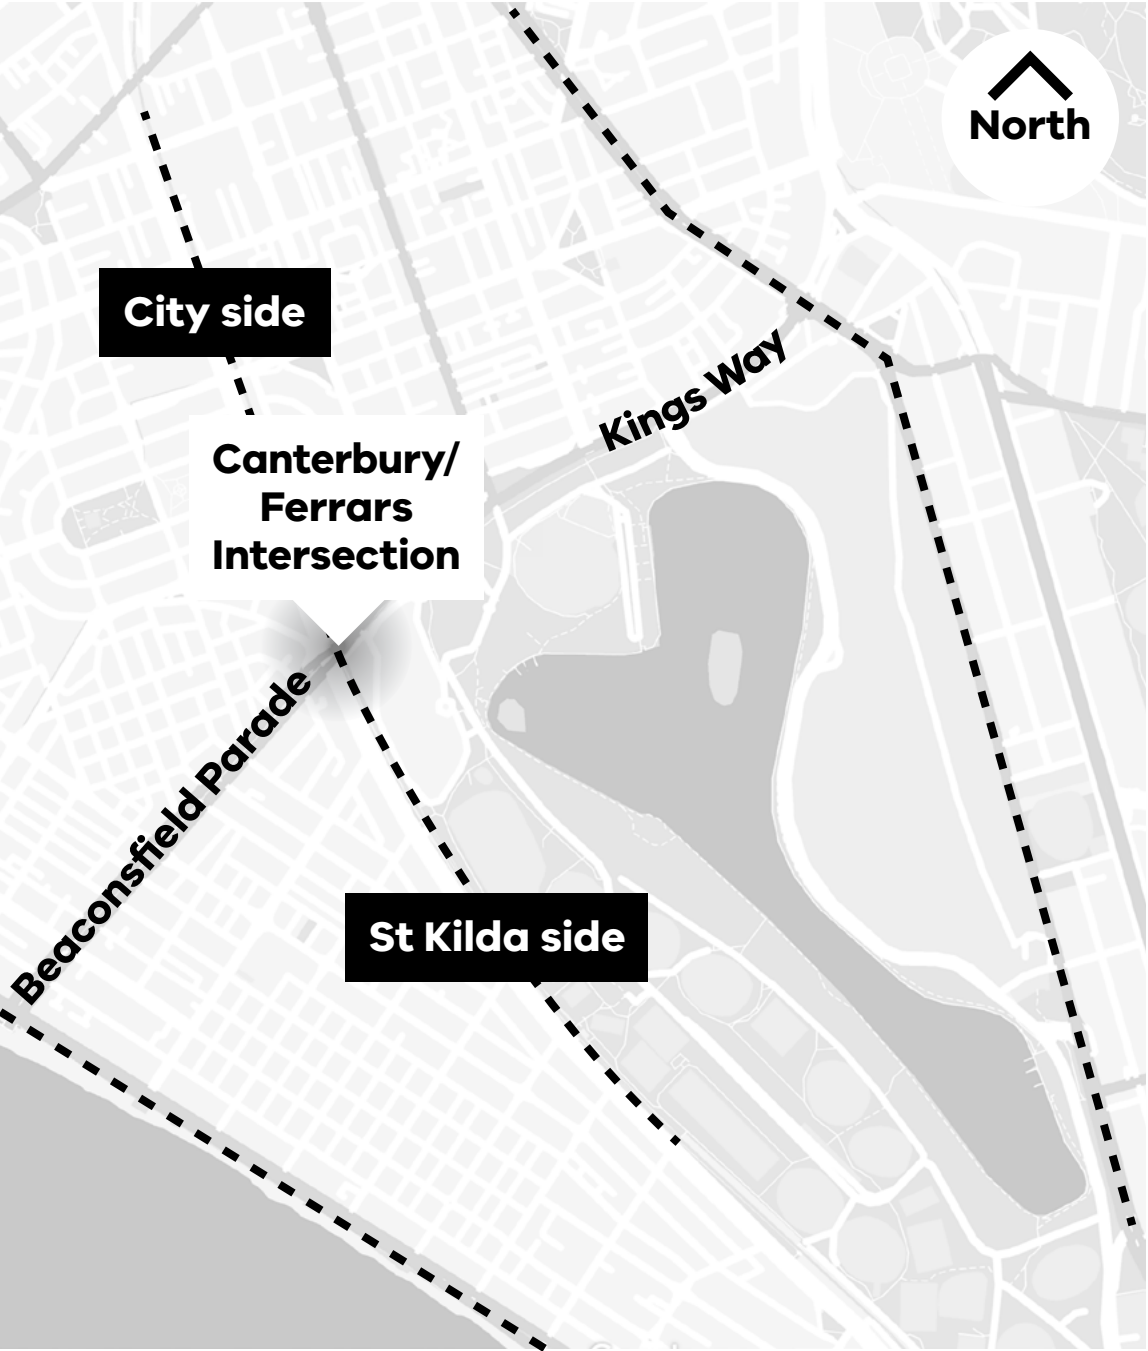 North
City side
Kings Way
Canterbury/
Ferrars
Intersection
Beaconsfield Parade
St Kilda side